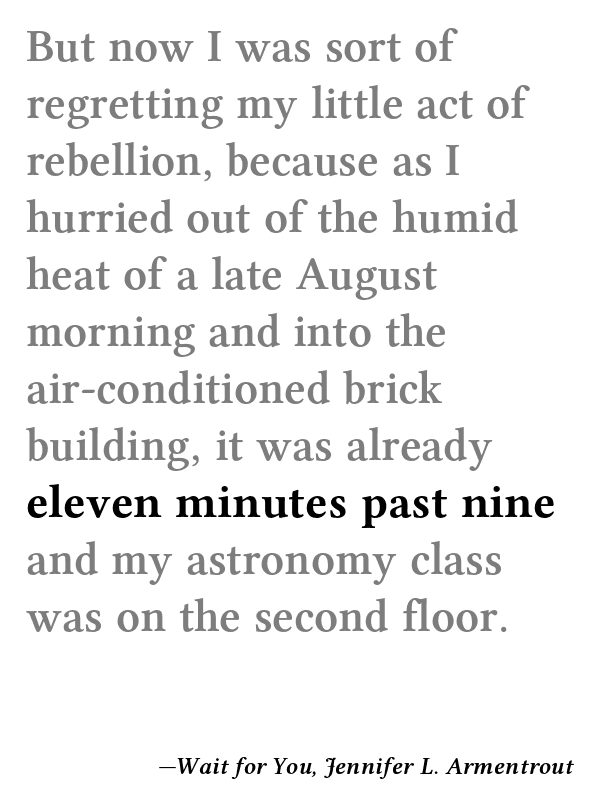 But now I was sort of
regretting my little act of
rebellion, because as I
hurried out of the humid
heat of a late August
morning and into the
air-conditioned brick
building, it was already
eleven minutes past nine
and my astronomy class
was on the second floor.
—Wait for You, Jennifer L. Armentrout